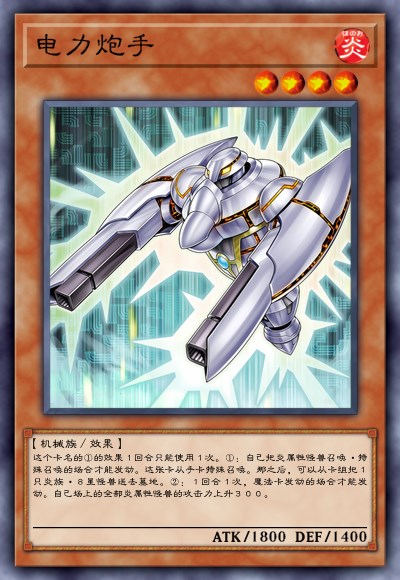 电力炮手
炎
ほのお
【机械族／效果】
这个卡名的①的效果1回合只能使用1次。①：自己把炎属性怪兽召唤·特
殊召唤的场合才能发动。这张卡从手卡特殊召唤。那之后，可以从卡组把1
只炎族·8星怪兽送去墓地。②：1回合1次，魔法卡发动的场合才能发
动。自己场上的全部炎属性怪兽的攻击力上升300。
ATK/1800 DEF/1400